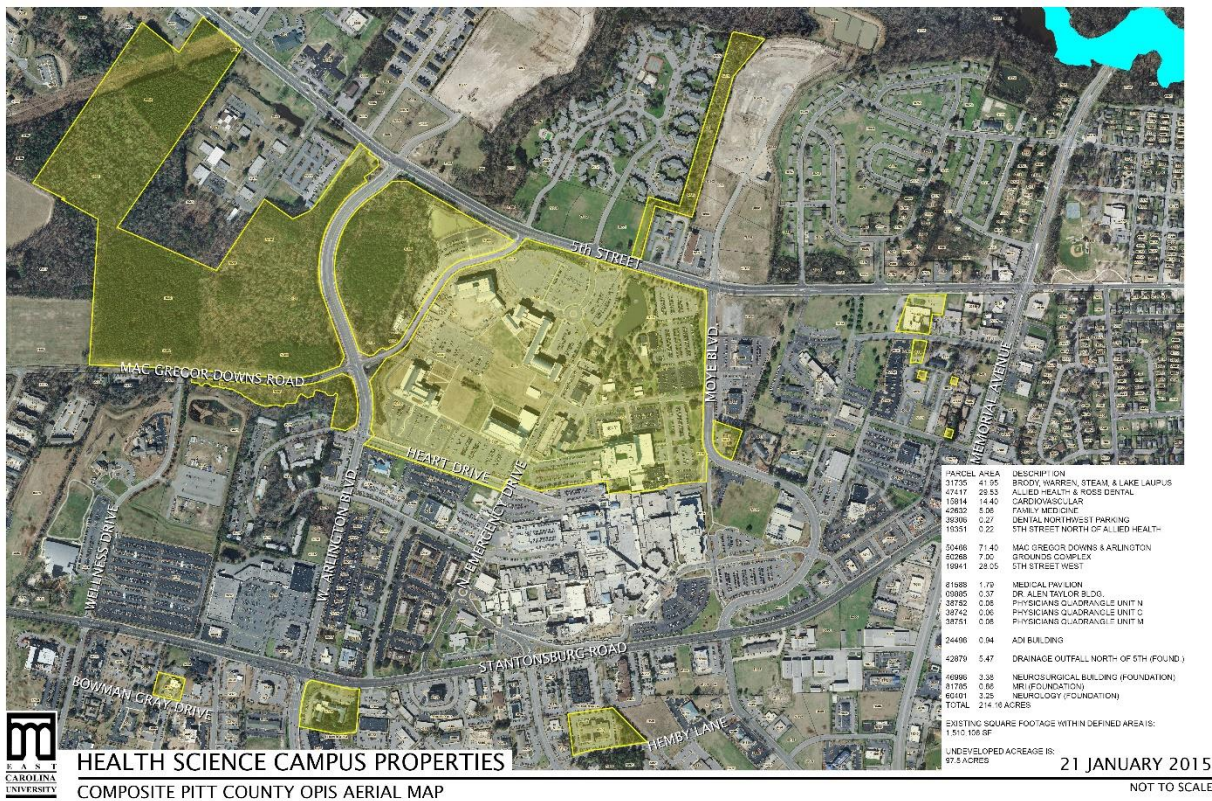 5th STREET
MAC GREGOR DOWNS ROAD
MOYE BLVD.
MEMORIAL AVENUE
HEART DRIVE
N. EMERGENCY DRIVE
W. ARLINGTON BLVD
WELLNESS DRIVE
STANTONSBURG ROAD
BOWMAN GRAY DRIVE
HEMBY LANE
PARCEL AREA DESCRIPTION
31735 41.95 BRODY, WARREN, STEAM, & LAKE LAUPUS
47417 29.53 ALLIED HEALTH & ROSS DENTAL
15814 14.40 CARDIOVASCULAR
42632 5.06 FAMILY MEDICINE
39306 0.27 DENTAL NORTHWEST PARKING
19351 0.22 5TH STREET NORTH OF ALLIED HEALTH
50466 71.40 MAC GREGOR DOWNS & ARLINGTON
50268 7.00 GROUNDS COMPLEX
19941 28.05 5TH STREET WEST
81588 1.79 MEDICAL PAVILION
09885 0.37 DR. ALEN TAYLOR BLDG.
38752 0.06 PHYSICIANS QUADRANGLE UNIT N
38742 0.06 PHYSICIANS QUADRANGLE UNIT C
38751 0.06 PHYSICIANS QUADRANGLE UNIT M
24498 0.94 ADI BUILDING
42879 5.47 DRAINAGE OUTFALL NORTH OF 5TH (FOUND.)
46998 3.38 NEUROSURGICAL BUILDING (FOUNDATION)
81785 0.86 MRI (FOUNDATION)
60401 3.25 NEUROLOGY (FOUNDATION)
TOTAL 214.16 ACRES
EXISTING SQUARE FOOTAGE WITHIN DEFINED AREA IS:
1,510,106 SF
UNDEVELOPED ACREAGE IS:
97.5 ACRES
EAST
CAROLINA
UNIVERSITY
HEALTH SCIENCE CAMPUS PROPERTIES
COMPOSITE PITT COUNTY OPIS AERIAL MAP
21 JANUARY 2015
NOT TO SCALE